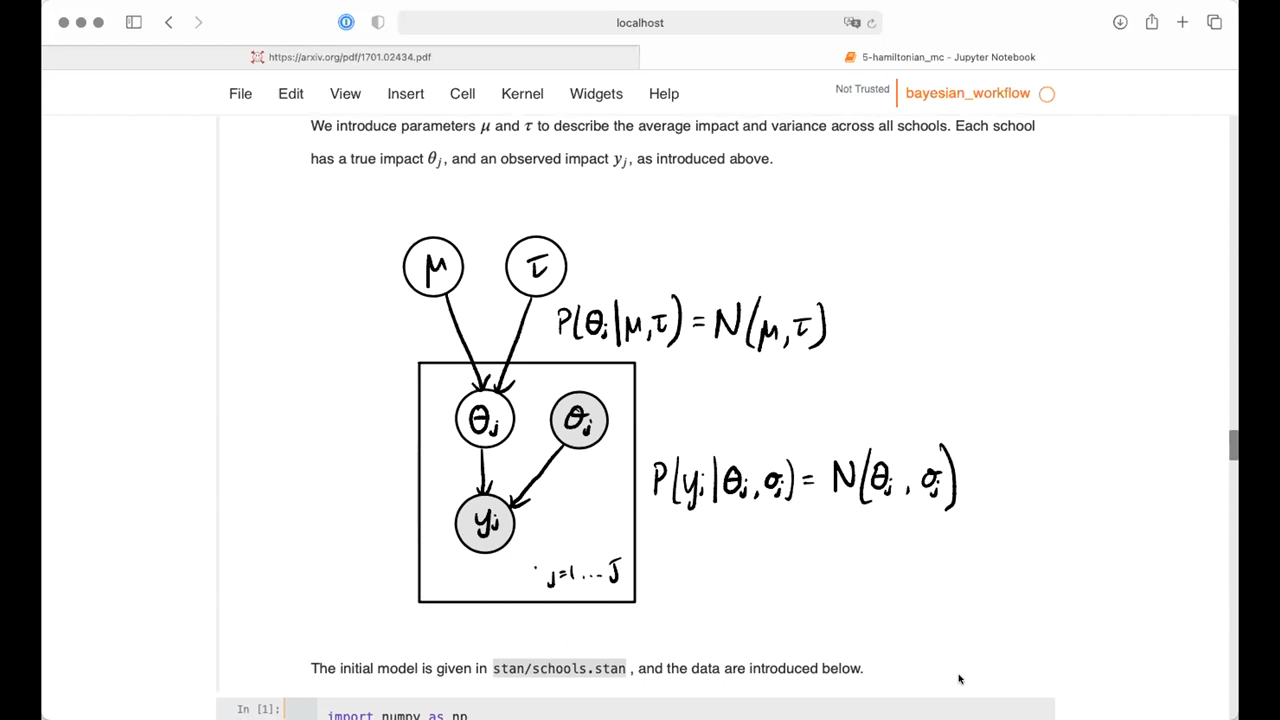 localhost
https://arxiv.org/pdf/1701.02434.pdf
5-hamiltonian_mc - Jupyter Notebook
File Edit View Insert Cell Kernel Widgets Help
Not Trusted
bayesian_workflow
We introduce parameters μ and τ to describe the average impact and variance across all schools. Each school
has a true impact θj, and an observed impact yj, as introduced above.
μ τ
P(θj|μ,τ) = N(μ,τ)
θj σj
P(yj|θj,σj) = N(θj, σj)
yj
j=1...J
The initial model is given in stan/schools.stan, and the data are introduced below.
In [1]:
import numpy as np